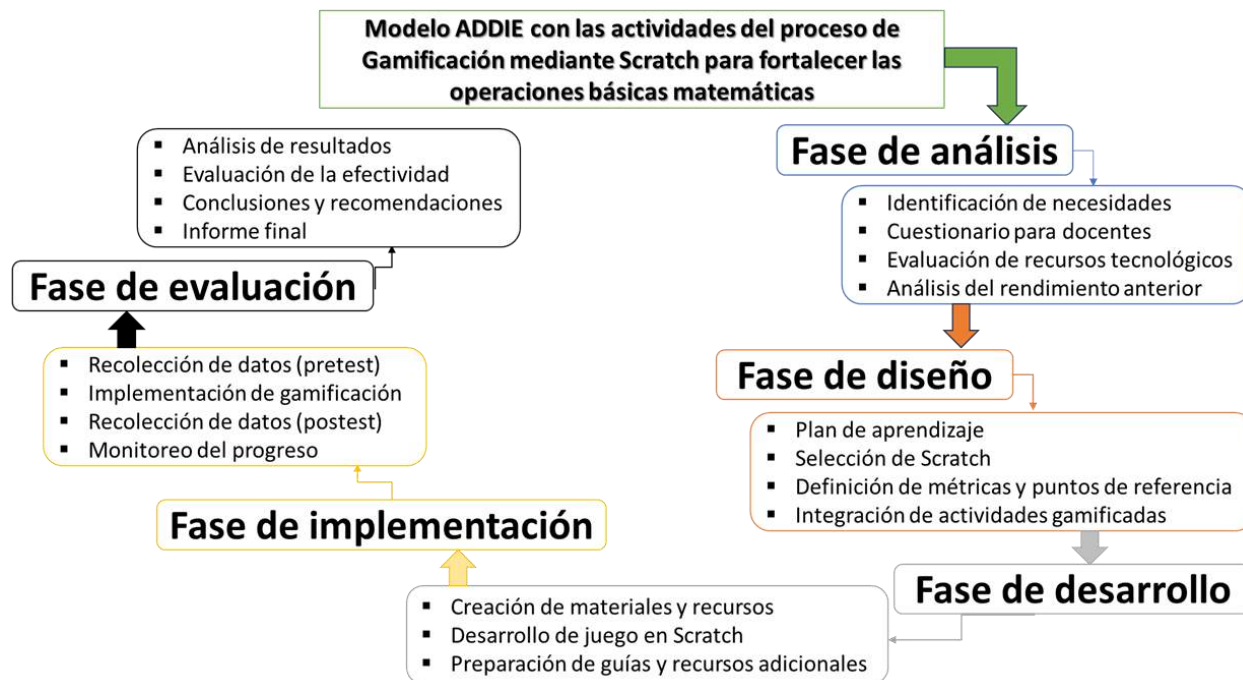 Modelo ADDIE con las actividades del proceso de
Gamificación mediante Scratch para fortalecer las
operaciones básicas matemáticas
Fase de análisis
▪ Identificación de necesidades
▪ Cuestionario para docentes
▪ Evaluación de recursos tecnológicos
▪ Análisis del rendimiento anterior
Fase de diseño
▪ Plan de aprendizaje
▪ Selección de Scratch
▪ Definición de métricas y puntos de referencia
▪ Integración de actividades gamificadas
Fase de desarrollo
▪ Creación de materiales y recursos
▪ Desarrollo de juego en Scratch
▪ Preparación de guías y recursos adicionales
Fase de implementación
▪ Recolección de datos (pretest)
▪ Implementación de gamificación
▪ Recolección de datos (postest)
▪ Monitoreo del progreso
Fase de evaluación
▪ Análisis de resultados
▪ Evaluación de la efectividad
▪ Conclusiones y recomendaciones
▪ Informe final